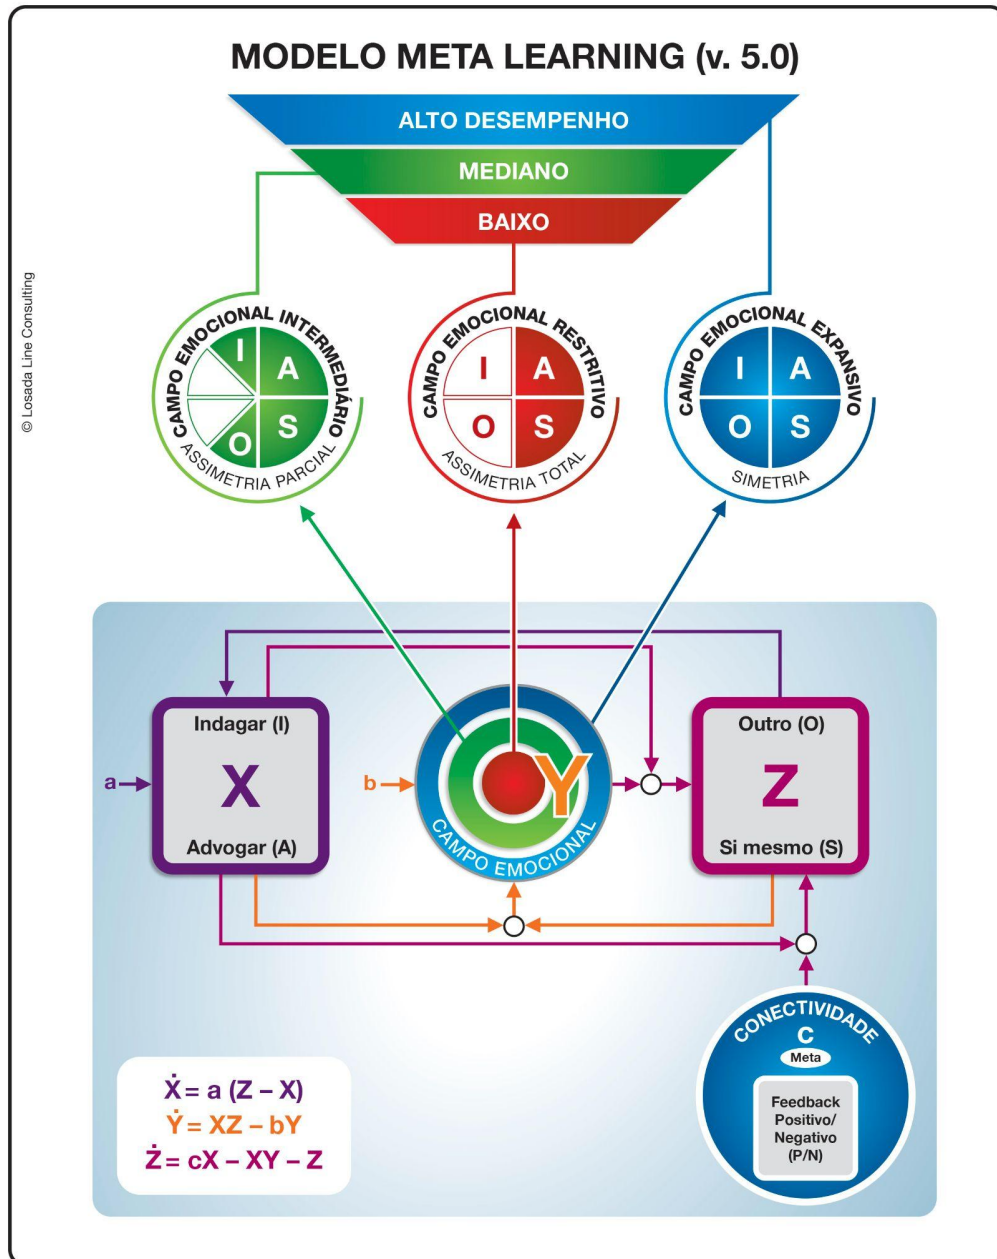 MODELO META LEARNING (v. 5.0)
ALTO DESEMPENHO
MEDIANO
BAIXO
© Losada Line Consulting
CAMPO EMOCIONAL INTERMEDIÁRIO
I A
O S
ASSIMETRIA PARCIAL
CAMPO EMOCIONAL RESTRITIVO
I A
O S
ASSIMETRIA TOTAL
CAMPO EMOCIONAL EXPANSIVO
I A
O S
SIMETRIA
a
Indagar (I)
X
Advogar (A)
b
Y
CAMPO EMOCIONAL
Outro (O)
Z
Si mesmo (S)
CONECTIVIDADE
C
Meta
Feedback
Positivo/
Negativo
(P/N)
Ẋ = a (Z – X)
Ẏ = XZ – bY
Ż = cX – XY – Z